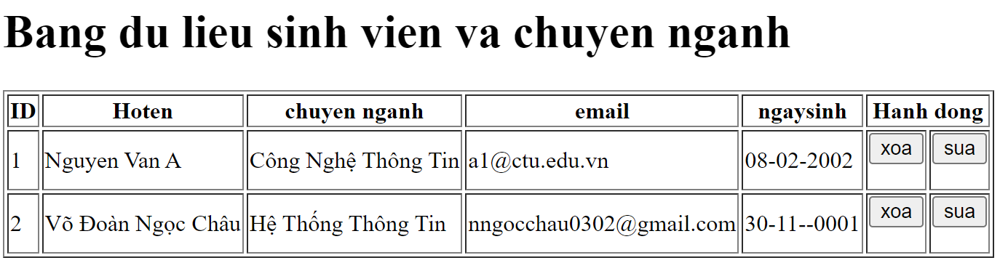 Bang du lieu sinh vien va chuyen nganh
ID Hoten chuyen nganh email ngaysinh Hanh dong
1 Nguyen Van A Công Nghệ Thông Tin a1@ctu.edu.vn 08-02-2002 xoa sua
2 Võ Đoàn Ngọc Châu Hệ Thống Thông Tin nngocchau0302@gmail.com 30-11--0001 xoa sua